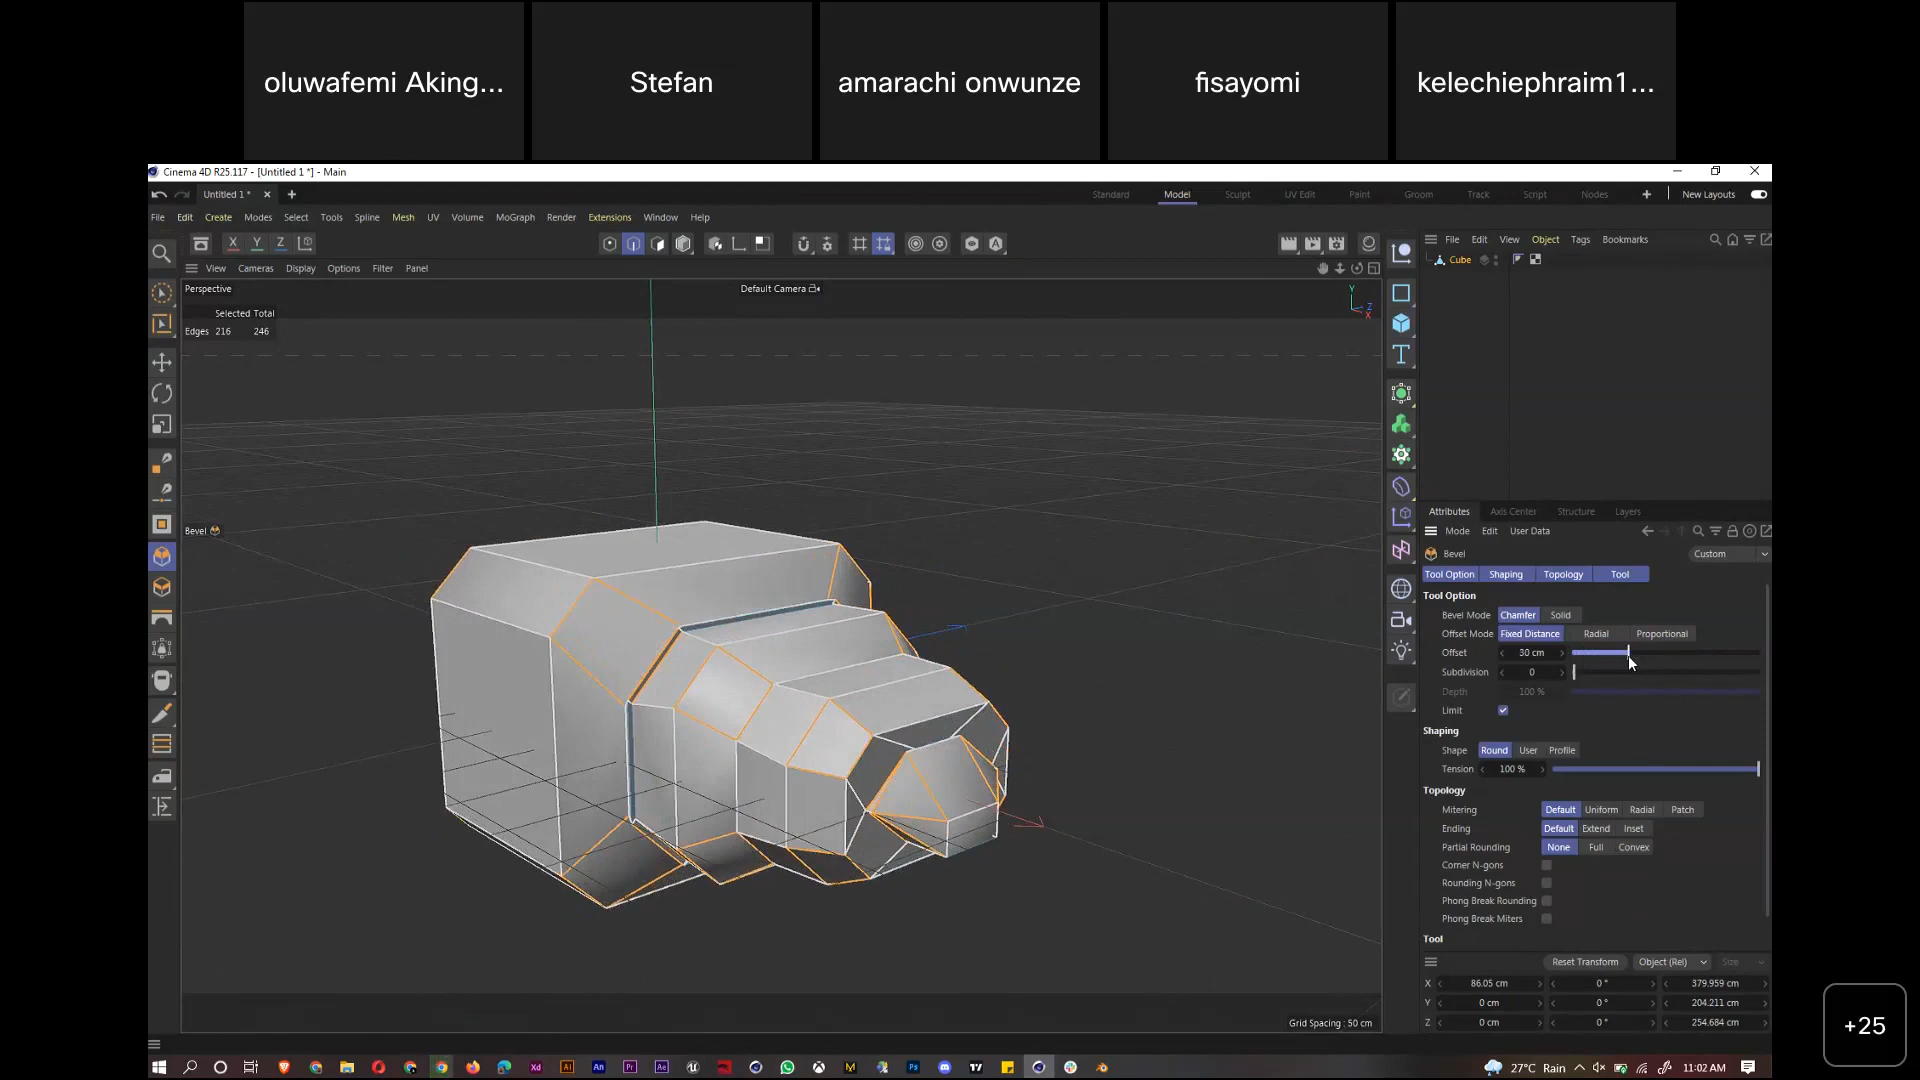 oluwafemi Aking...
Stefan
amarachi onwunze
fisayomi
kelechiephraim1...
Cinema 4D R25.117 - [Untitled 1 *] - Main
Untitled 1 *
Standard Model Sculpt UV Edit Paint Groom Track Script Nodes New Layouts
File Edit Create Modes Select Tools Spline Mesh UV Volume MoGraph Render Extensions Window Help
X Y Z
File Edit View Object Tags Bookmarks
Cube
View Cameras Display Options Filter Panel
Perspective
Default Camera
Y
Z
X
Selected Total
Edges 216 246
Bevel
Grid Spacing : 50 cm
Attributes Axis Center Structure Layers
Mode Edit User Data
Bevel Custom
Tool Option Shaping Topology Tool
Tool Option
Bevel Mode Chamfer Solid
Offset Mode Fixed Distance Radial Proportional
Offset 30 cm
Subdivision 0
Depth 100 %
Limit
Shaping
Shape Round User Profile
Tension 100 %
Topology
Mitering Default Uniform Radial Patch
Ending Default Extend Inset
Partial Rounding None Full Convex
Corner N-gons
Rounding N-gons
Phong Break Rounding
Phong Break Miters
Tool
Reset Transform Object (Rel) Size
X 86.05 cm 0 ° 379.959 cm
Y 0 cm 0 ° 204.211 cm
Z 0 cm 0 ° 254.684 cm
+25
Xd Ai An Pr Ae M Ps
27°C Rain 11:02 AM